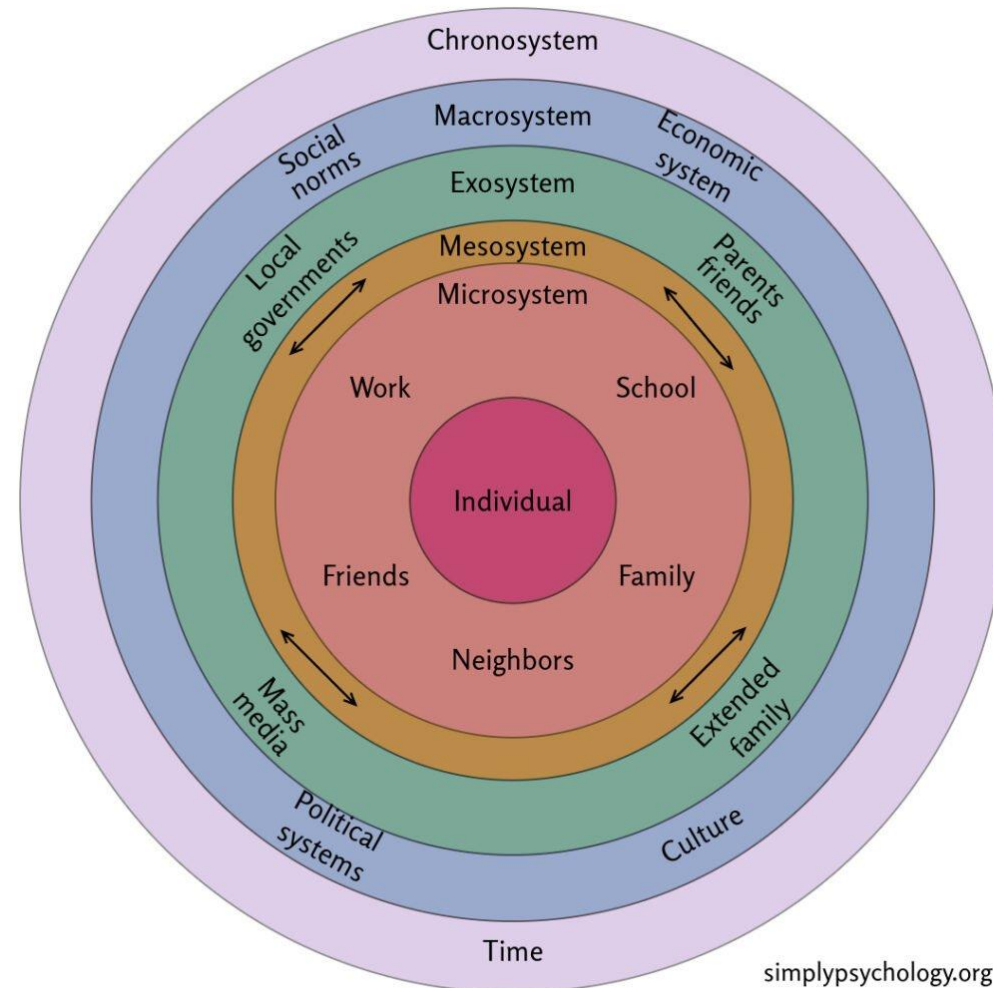 Chronosystem
Macrosystem
Social
norms
Economic
system
Exosystem
Local
governments
Parents
friends
Mesosystem
Microsystem
Work
School
Individual
Friends
Family
Neighbors
Mass
media
Extended
family
Political
systems
Culture
Time
simplypsychology.org